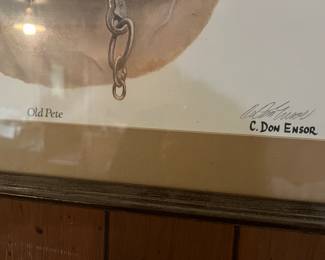 Old Pete
C. DON ENSOR